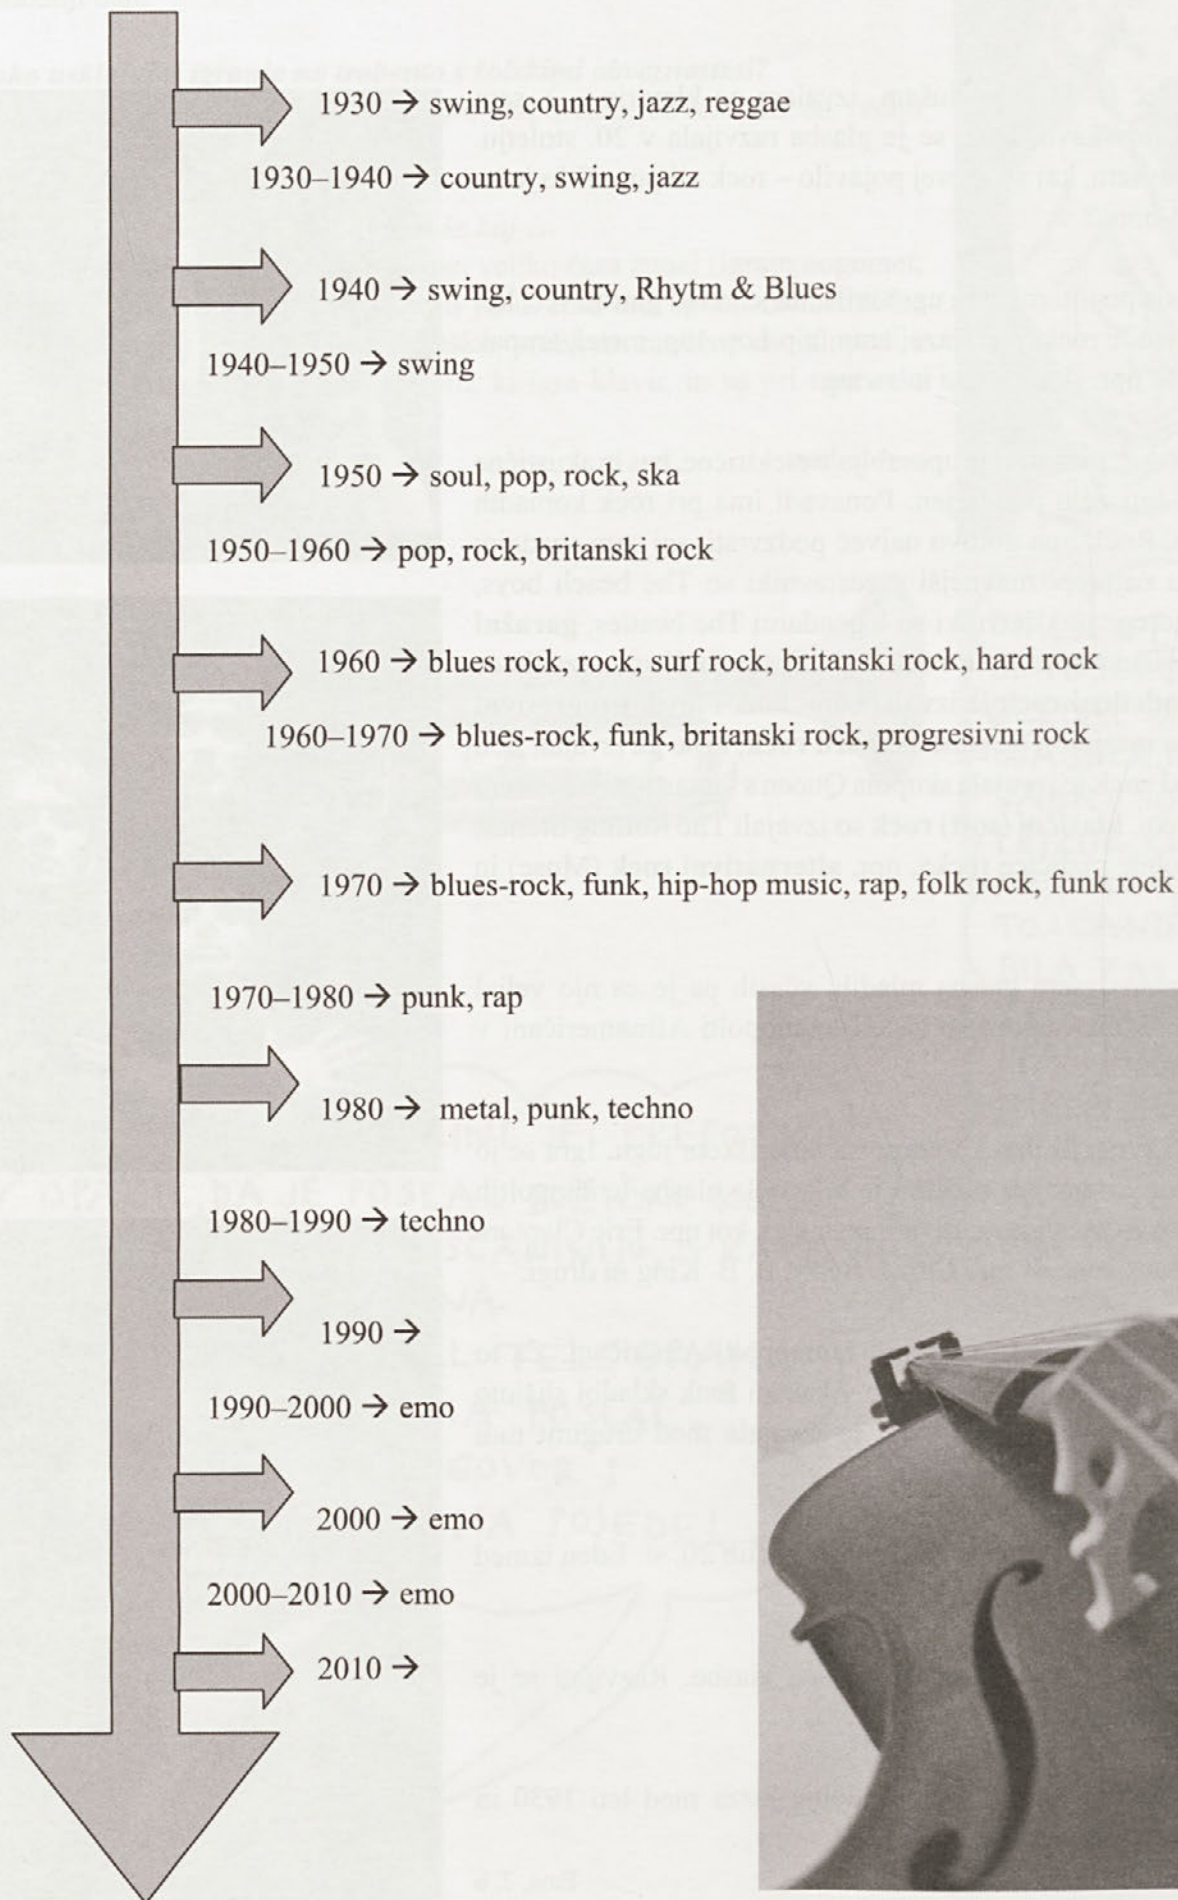 1930 → swing, country, jazz, reggae
1930–1940 → country, swing, jazz
1940 → swing, country, Rhytm & Blues
1940–1950 → swing
1950 → soul, pop, rock, ska
1950–1960 → pop, rock, britanski rock
1960 → blues rock, rock, surf rock, britanski rock, hard rock
1960–1970 → blues-rock, funk, britanski rock, progresivni rock
1970 → blues-rock, funk, hip-hop music, rap, folk rock, funk rock
1970–1980 → punk, rap
1980 → metal, punk, techno
1980–1990 → techno
1990 →
1990–2000 → emo
2000 → emo
2000–2010 → emo
2010 →